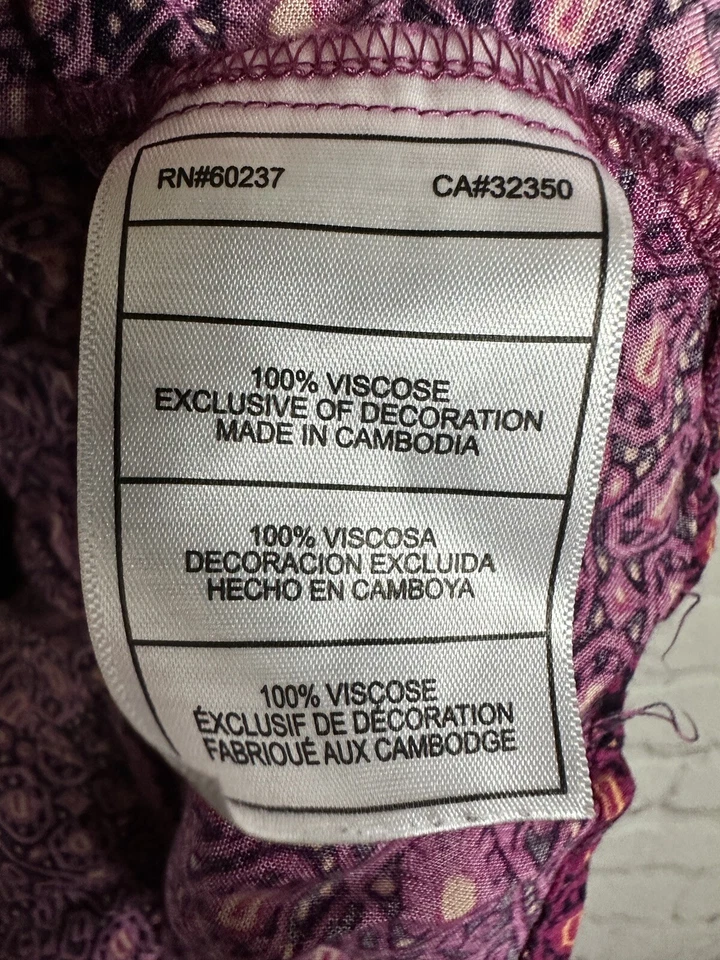 RN#60237 CA#32350
100% VISCOSE
EXCLUSIVE OF DECORATION
MADE IN CAMBODIA
100% VISCOSA
DECORACION EXCLUIDA
HECHO EN CAMBOYA
100% VISCOSE
ÉXCLUSIF DE DÉCORATION
FABRIQUÉ AUX CAMBODGE